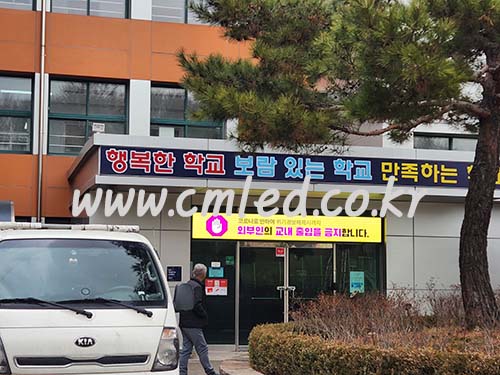 행복한 학교 보람 있는 학교 만족하는 학
www.cmled.co.kr
외부인의 교내 출입을 금지합니다.
KIA